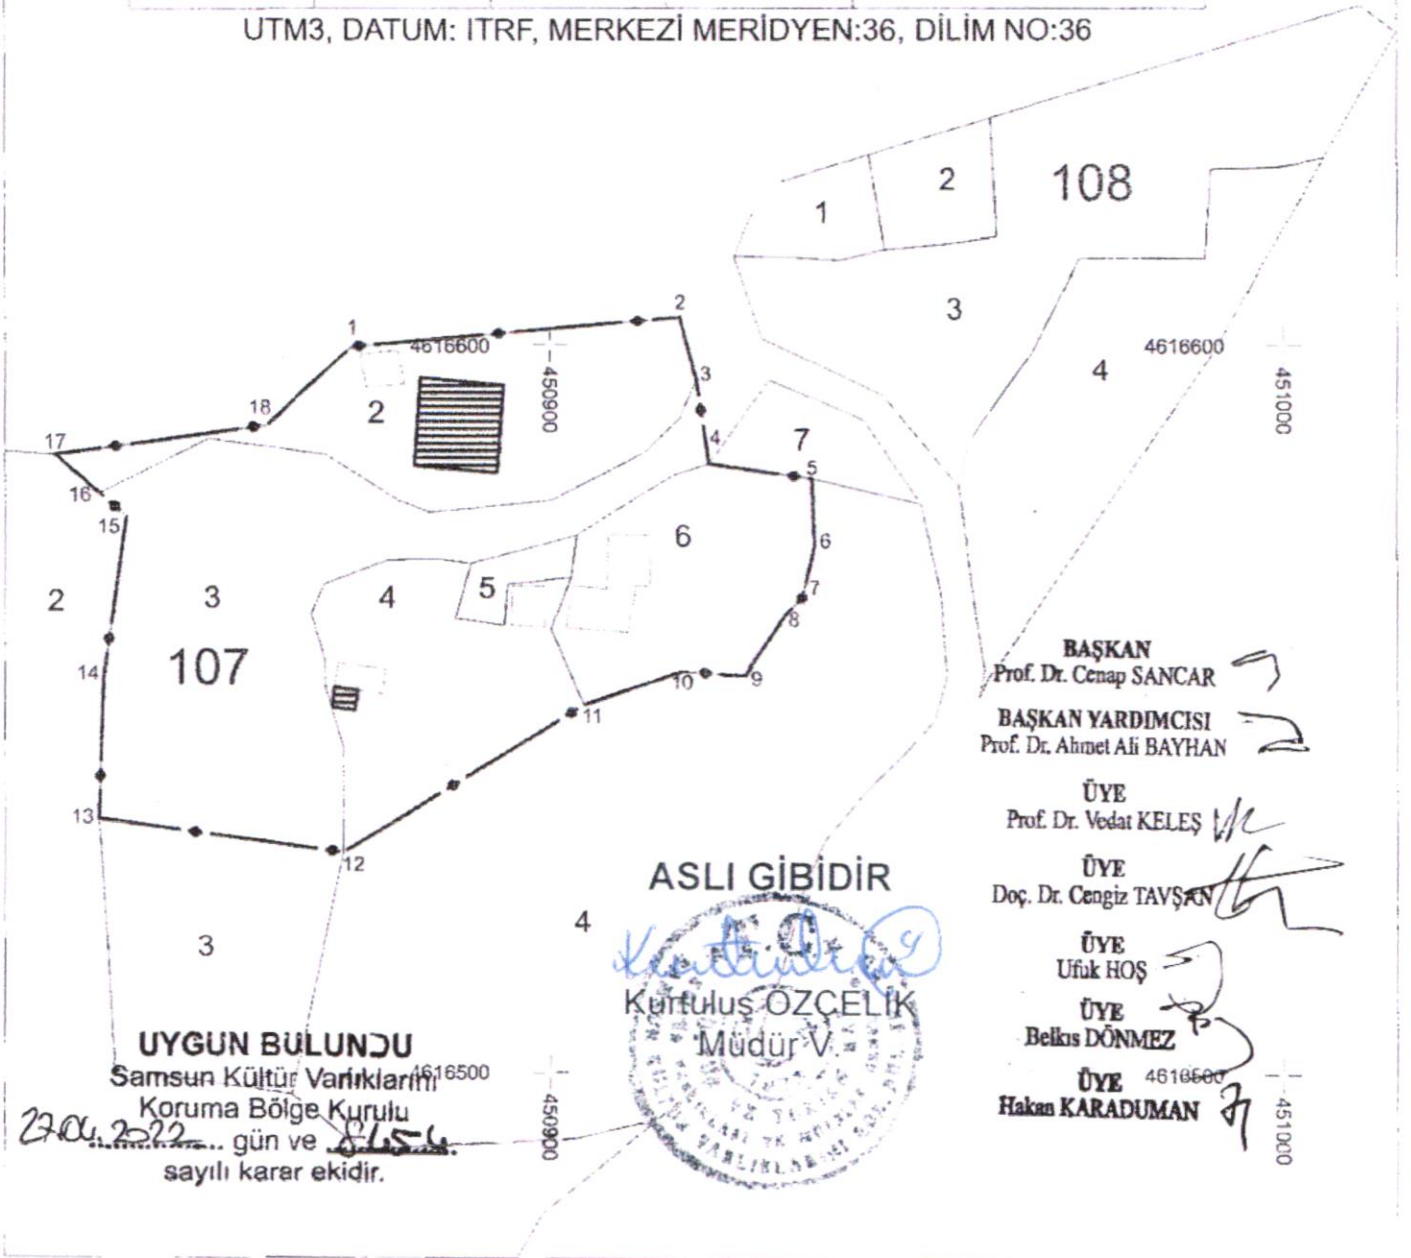 UTM3, DATUM: ITRF, MERKEZİ MERİDYEN:36, DİLİM NO:36
108
1
2
3
4
4616600
451000
1
2
3
4
5
6
7
8
9
10
11
12
13
14
15
16
17
18
4616600
450900
2
7
6
5
4
3
107
2
3
4
BAŞKAN
Prof. Dr. Cenap SANCAR
BAŞKAN YARDIMCISI
Prof. Dr. Ahmet Ali BAYHAN
ÜYE
Prof. Dr. Vedat KELEŞ
ÜYE
Doç. Dr. Cengiz TAVŞAN
ÜYE
Ufuk HOŞ
ÜYE
Belkıs DÖNMEZ
ÜYE
Hakan KARADUMAN
4616500
451000
ASLI GİBİDİR
T.C.
Kurtuluş ÖZÇELİK
Müdür V.
UYGUN BULUNDU
Samsun Kültür Varlıklarını
4616500
450900
Koruma Bölge Kurulu
27.04.2022 gün ve 8454
sayılı karar ekidir.